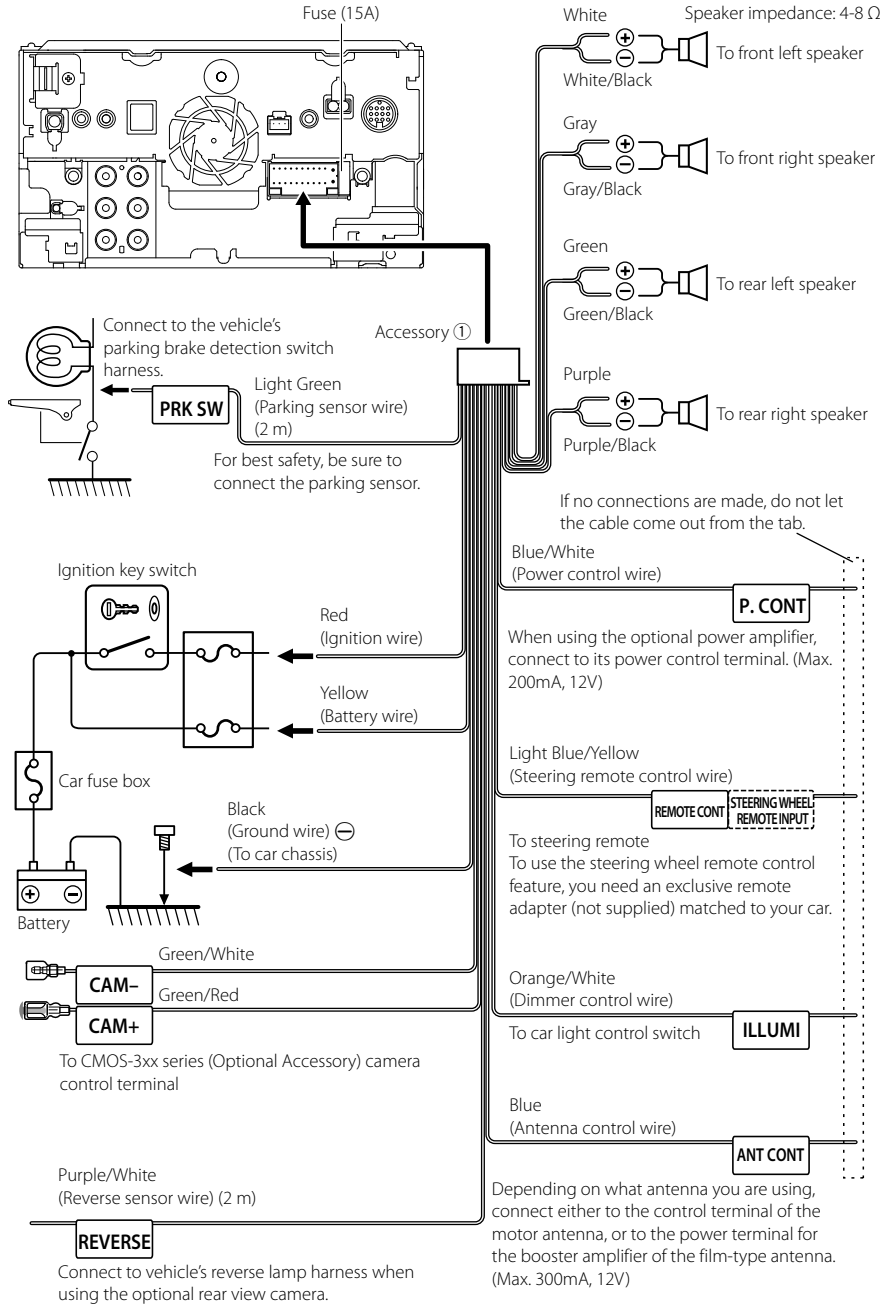 Fuse (15A)
White
Speaker impedance: 4-8 Ω
⊕
⊖
To front left speaker
White/Black
Gray
⊕
⊖
To front right speaker
Gray/Black
Green
⊕
⊖
To rear left speaker
Green/Black
Purple
⊕
⊖
To rear right speaker
Purple/Black
Accessory ①
Connect to the vehicle's
parking brake detection switch
harness.
PRK SW
Light Green
(Parking sensor wire)
(2 m)
For best safety, be sure to
connect the parking sensor.
If no connections are made, do not let
the cable come out from the tab.
Blue/White
(Power control wire)
P. CONT
When using the optional power amplifier,
connect to its power control terminal. (Max.
200mA, 12V)
Ignition key switch
Red
(Ignition wire)
Yellow
(Battery wire)
Car fuse box
Black
(Ground wire) ⊖
(To car chassis)
⊕
⊖
Battery
Light Blue/Yellow
(Steering remote control wire)
REMOTE CONT
STEERING WHEEL
REMOTE INPUT
To steering remote
To use the steering wheel remote control
feature, you need an exclusive remote
adapter (not supplied) matched to your car.
Green/White
CAM–
Green/Red
CAM+
To CMOS-3xx series (Optional Accessory) camera
control terminal
Orange/White
(Dimmer control wire)
To car light control switch
ILLUMI
Blue
(Antenna control wire)
ANT CONT
Depending on what antenna you are using,
connect either to the control terminal of the
motor antenna, or to the power terminal for
the booster amplifier of the film-type antenna.
(Max. 300mA, 12V)
Purple/White
(Reverse sensor wire) (2 m)
REVERSE
Connect to vehicle's reverse lamp harness when
using the optional rear view camera.